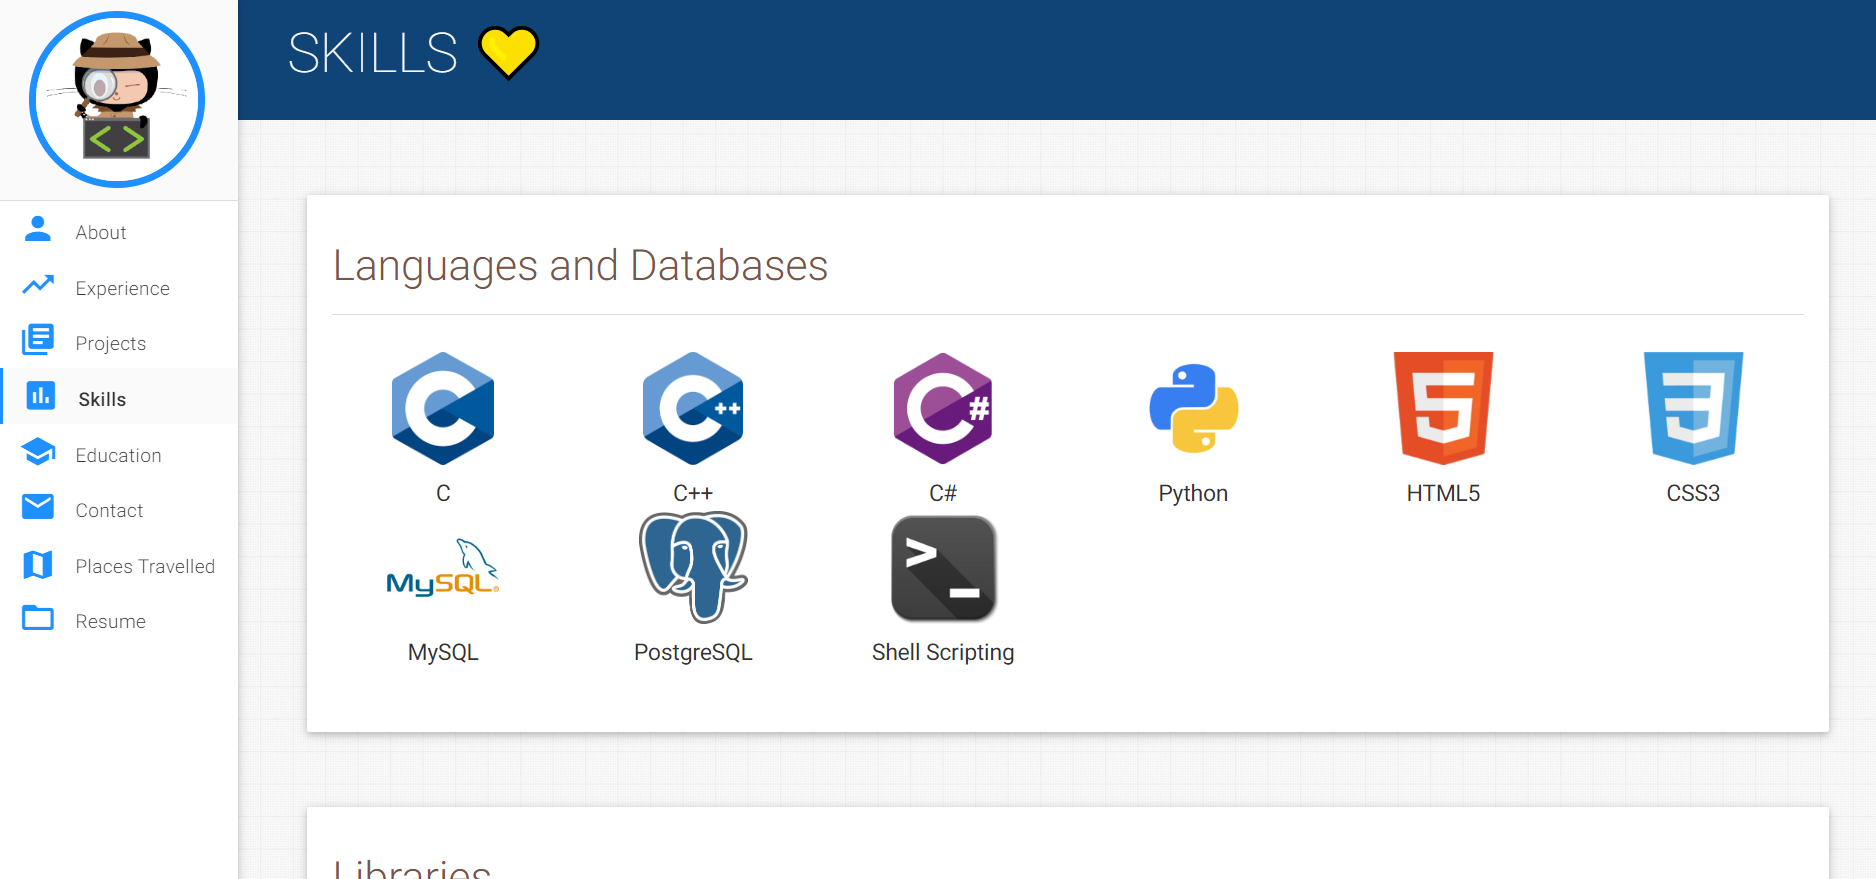 SKILLS
About
Experience
Projects
Skills
Education
Contact
Places Travelled
Resume
Languages and Databases
C
C++
C#
Python
HTML5
CSS3
MySQL
MySQL
PostgreSQL
>_
Shell Scripting
Libraries